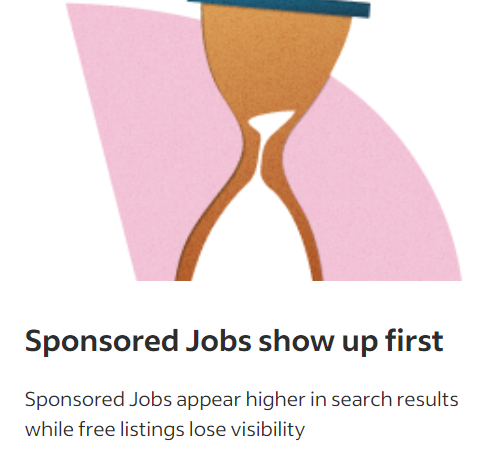 Sponsored Jobs show up first
Sponsored Jobs appear higher in search results
while free listings lose visibility